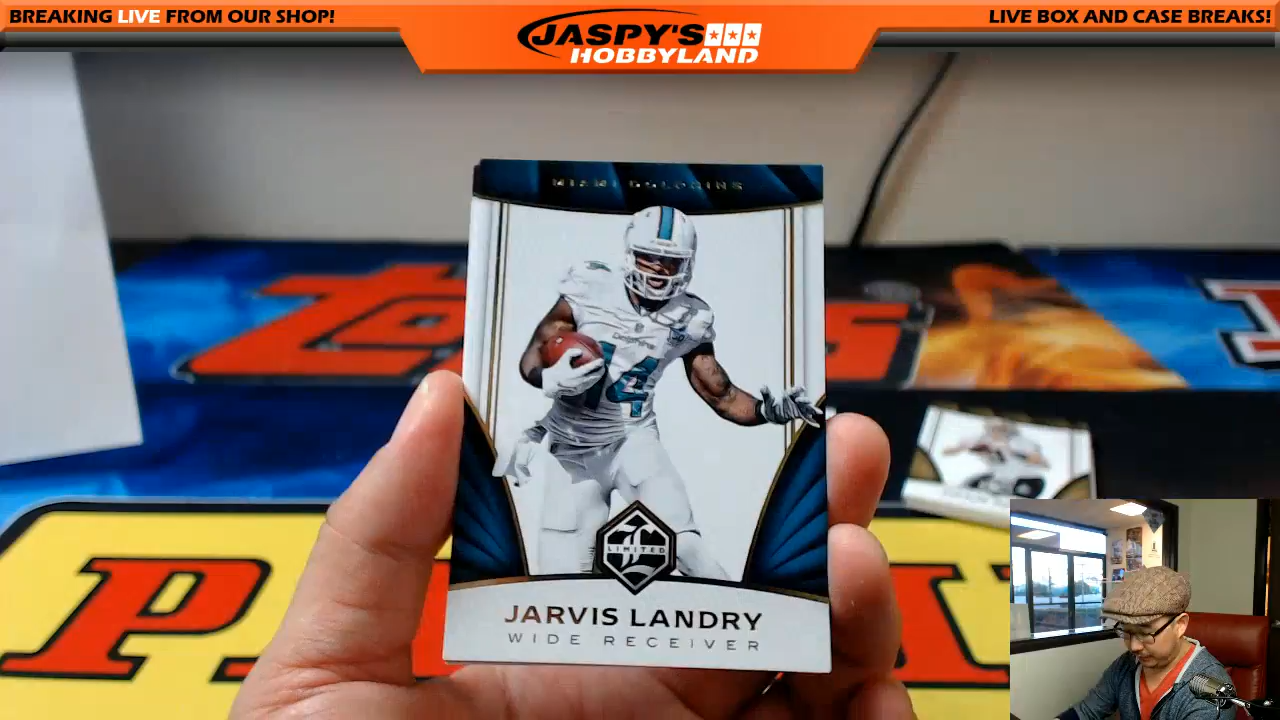 BREAKING LIVE FROM OUR SHOP!
JASPY'S
HOBBYLAND
LIVE BOX AND CASE BREAKS!
MIAMI DOLPHINS
Dolphins
14
LIMITED
JARVIS LANDRY
WIDE RECEIVER